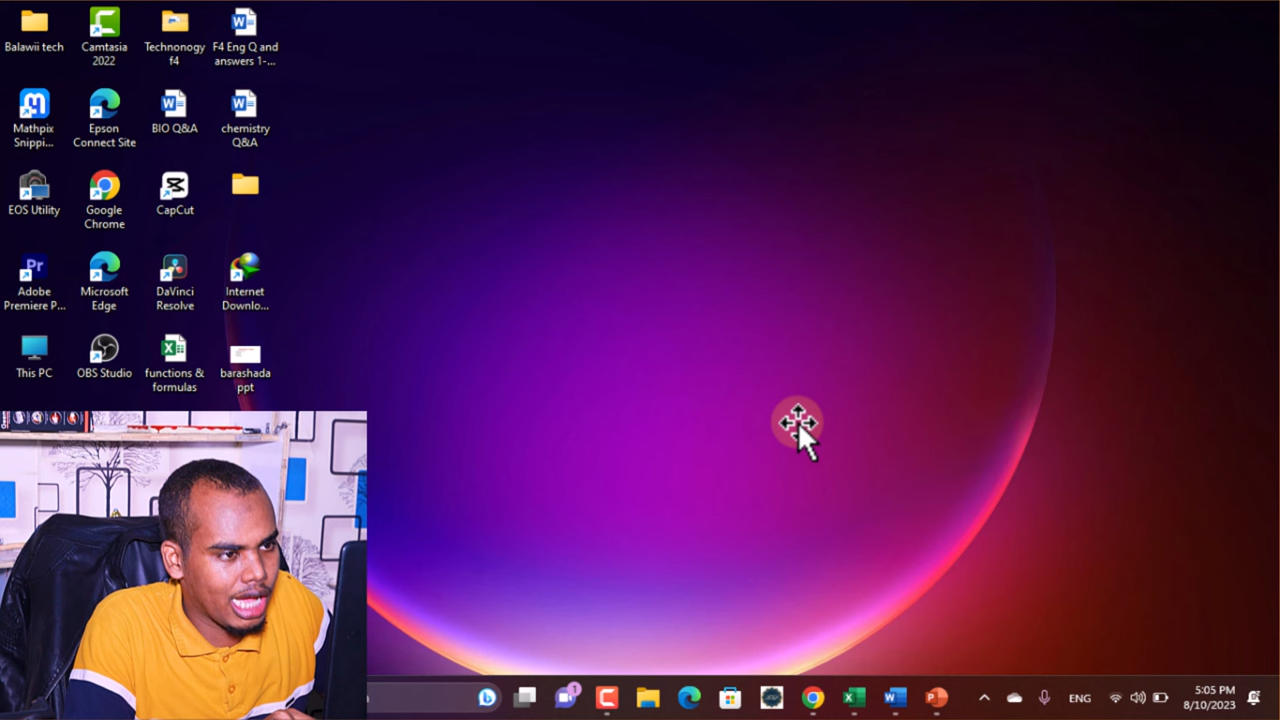 Balawii tech
Camtasia
2022
Technonogy
f4
F4 Eng Q and
answers 1-...
Mathpix
Snippi...
Epson
Connect Site
BIO Q&A
chemistry
Q&A
EOS Utility
Google
Chrome
CapCut
Adobe
Premiere P...
Microsoft
Edge
DaVinci
Resolve
Internet
Downlo...
This PC
OBS Studio
functions &
formulas
barashada
ppt
ENG
5:05 PM
8/10/2023